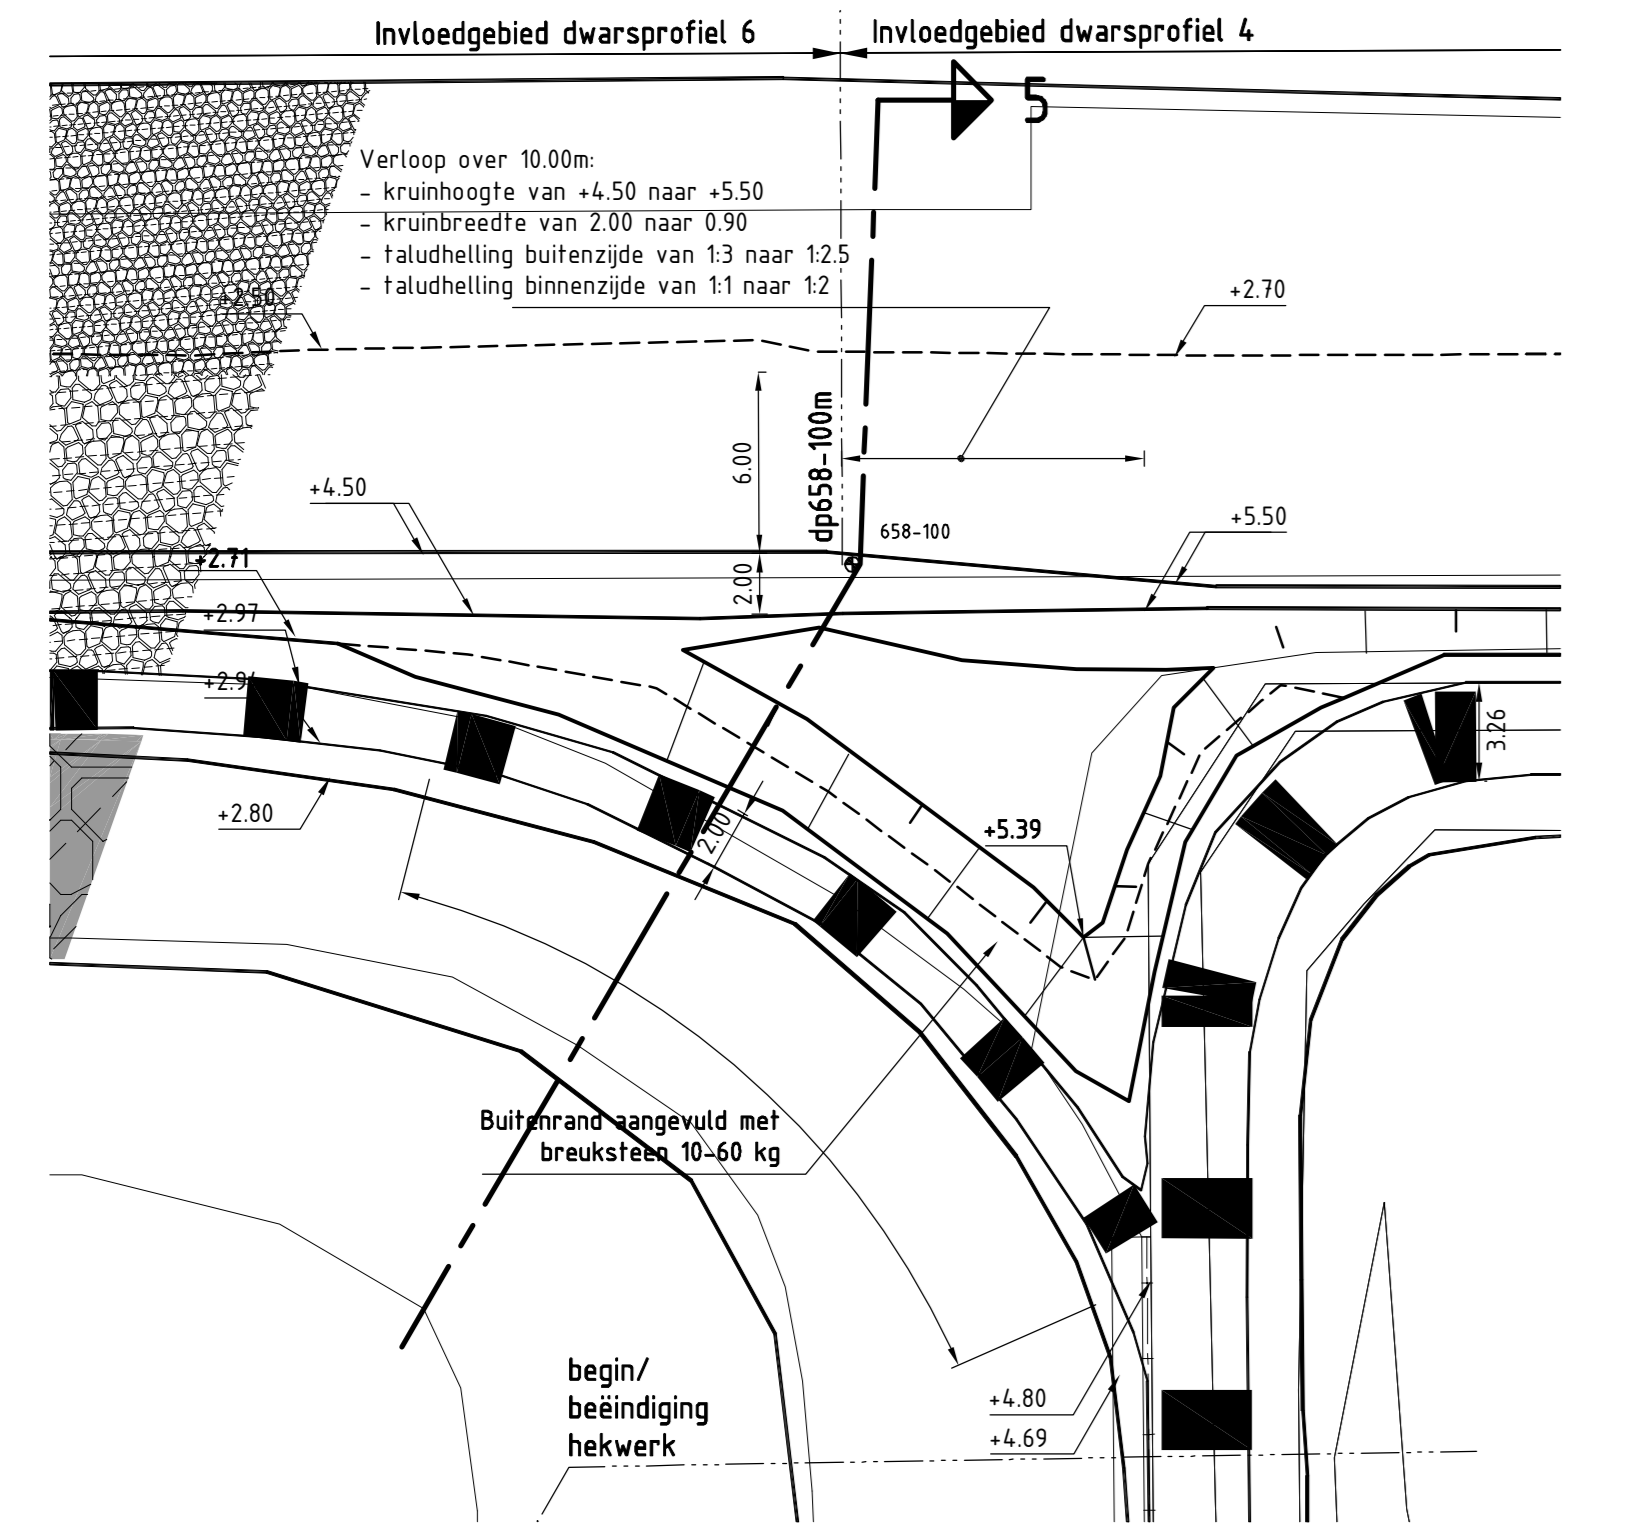 Invloedgebied dwarsprofiel 6
Invloedgebied dwarsprofiel 4
5
Verloop over 10.00m:
- kruinhoogte van +4.50 naar +5.50
- kruinbreedte van 2.00 naar 0.90
- taludhelling buitenzijde van 1:3 naar 1:2.5
- taludhelling binnenzijde van 1:1 naar 1:2
+2.50
+2.70
6.00
dp658-100m
+4.50
658-100
+5.50
+2.71
2.00
+2.97
+2.94
3.26
+2.80
2.00
+5.39
Buitenrand aangevuld met
breuksteen 10-60 kg
begin/
beëindiging
hekwerk
+4.80
+4.69